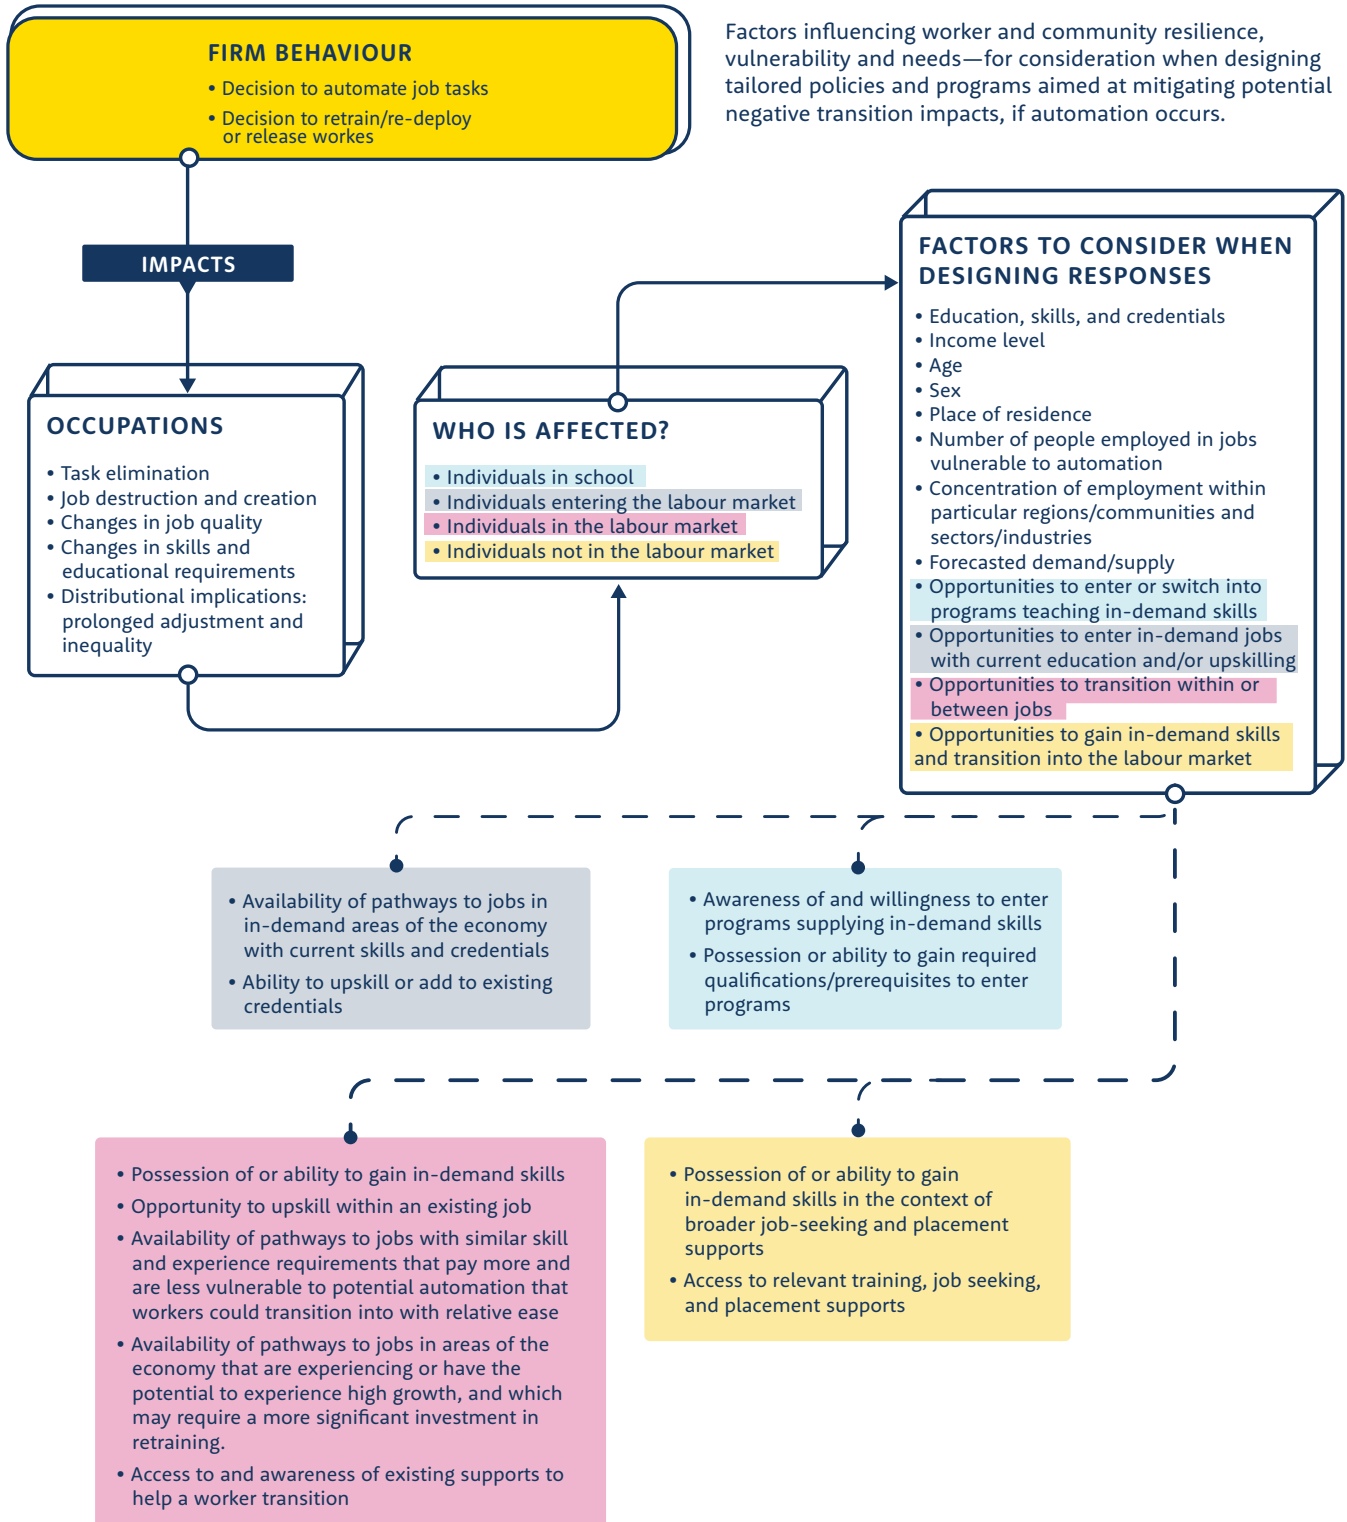 FIRM BEHAVIOUR
• Decision to automate job tasks
• Decision to retrain/re-deploy
or release workes
Factors influencing worker and community resilience,
vulnerability and needs—for consideration when designing
tailored policies and programs aimed at mitigating potential
negative transition impacts, if automation occurs.
IMPACTS
OCCUPATIONS
• Task elimination
• Job destruction and creation
• Changes in job quality
• Changes in skills and
educational requirements
• Distributional implications:
prolonged adjustment and
inequality
WHO IS AFFECTED?
• Individuals in school
• Individuals entering the labour market
• Individuals in the labour market
• Individuals not in the labour market
FACTORS TO CONSIDER WHEN
DESIGNING RESPONSES
• Education, skills, and credentials
• Income level
• Age
• Sex
• Place of residence
• Number of people employed in jobs
vulnerable to automation
• Concentration of employment within
particular regions/communities and
sectors/industries
• Forecasted demand/supply
• Opportunities to enter or switch into
programs teaching in-demand skills
• Opportunities to enter in-demand jobs
with current education and/or upskilling
• Opportunities to transition within or
between jobs
• Opportunities to gain in-demand skills
and transition into the labour market
• Availability of pathways to jobs in
in-demand areas of the economy
with current skills and credentials
• Ability to upskill or add to existing
credentials
• Awareness of and willingness to enter
programs supplying in-demand skills
• Possession or ability to gain required
qualifications/prerequisites to enter
programs
• Possession of or ability to gain in-demand skills
• Opportunity to upskill within an existing job
• Availability of pathways to jobs with similar skill
and experience requirements that pay more and
are less vulnerable to potential automation that
workers could transition into with relative ease
• Availability of pathways to jobs in areas of the
economy that are experiencing or have the
potential to experience high growth, and which
may require a more significant investment in
retraining.
• Access to and awareness of existing supports to
help a worker transition
• Possession of or ability to gain
in-demand skills in the context of
broader job-seeking and placement
supports
• Access to relevant training, job seeking,
and placement supports